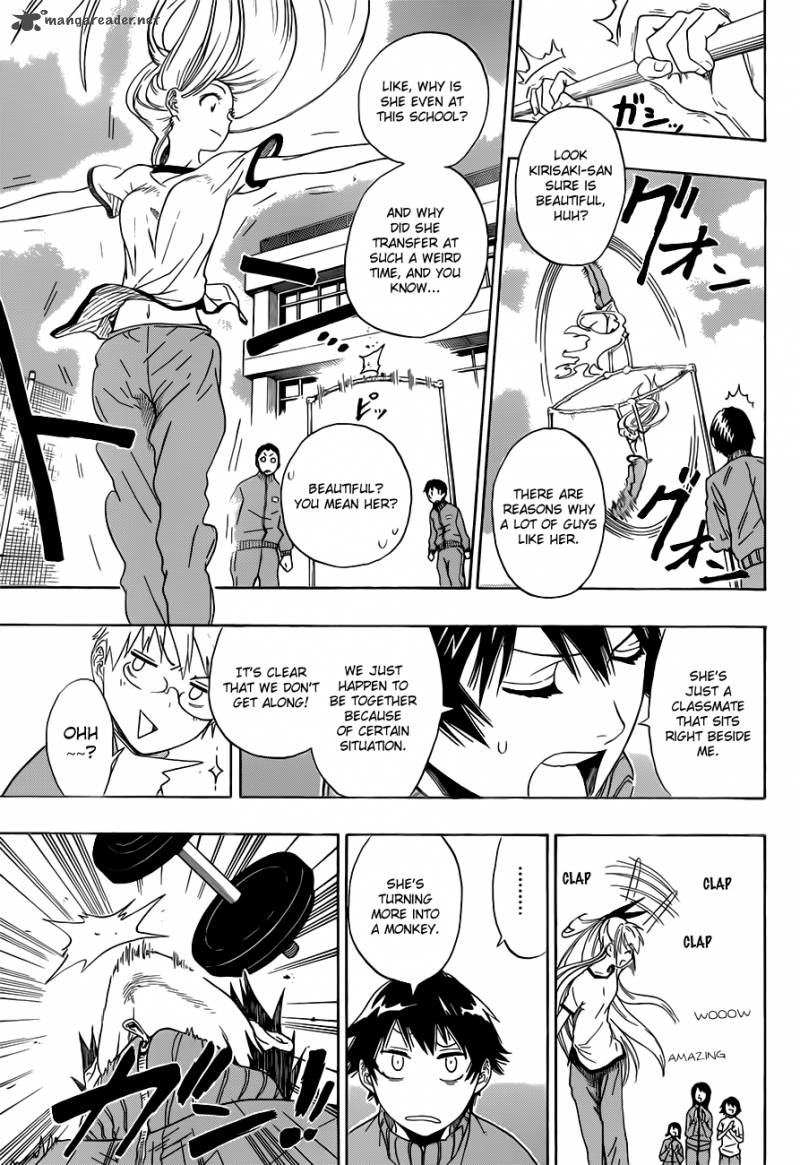 mangareader.net
ガシッ
LOOK
KIRISAKI-SAN
SURE IS
BEAUTIFUL,
HUH?
グオン
THERE ARE
REASONS WHY
A LOT OF GUYS
LIKE HER.
グオン
LIKE, WHY IS
SHE EVEN AT
THIS SCHOOL?
AND WHY
DID SHE
TRANSFER AT
SUCH A WEIRD
TIME, AND YOU
KNOW...
ピッ
BEAUTIFUL?
YOU MEAN HER?
SHE'S
JUST A
CLASSMATE
THAT SITS
RIGHT BESIDE
ME.
WE JUST
HAPPEN TO
BE TOGETHER
BECAUSE
OF CERTAIN
SITUATION.
IT'S CLEAR
THAT WE DON'T
GET ALONG!
OHH
~~?
CLAP
CLAP
CLAP
WOOOW
AMAZING
.........
SHE'S
TURNING
MORE INTO
A MONKEY.
ガンッ!!